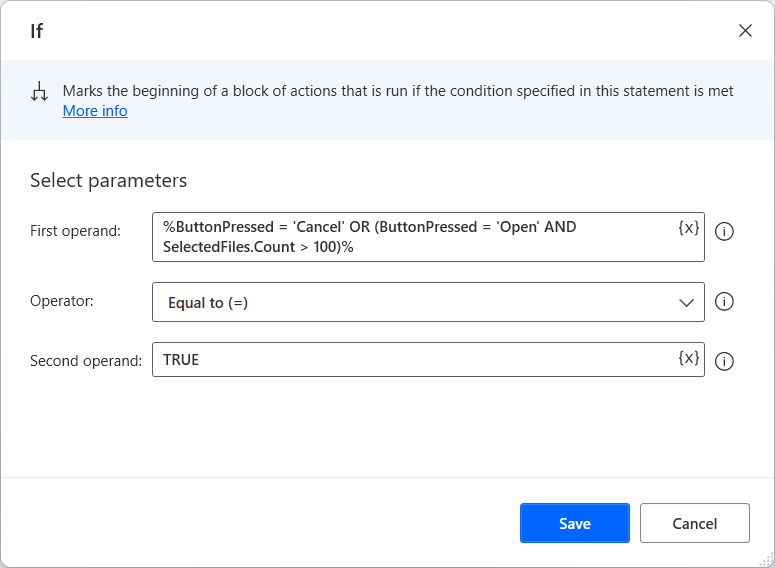 If
Marks the beginning of a block of actions that is run if the condition specified in this statement is met
More info
Select parameters
First operand:
%ButtonPressed = 'Cancel' OR (ButtonPressed = 'Open' AND
SelectedFiles.Count > 100)%
{x}
Operator:
Equal to (=)
Second operand:
TRUE
{x}
Save
Cancel